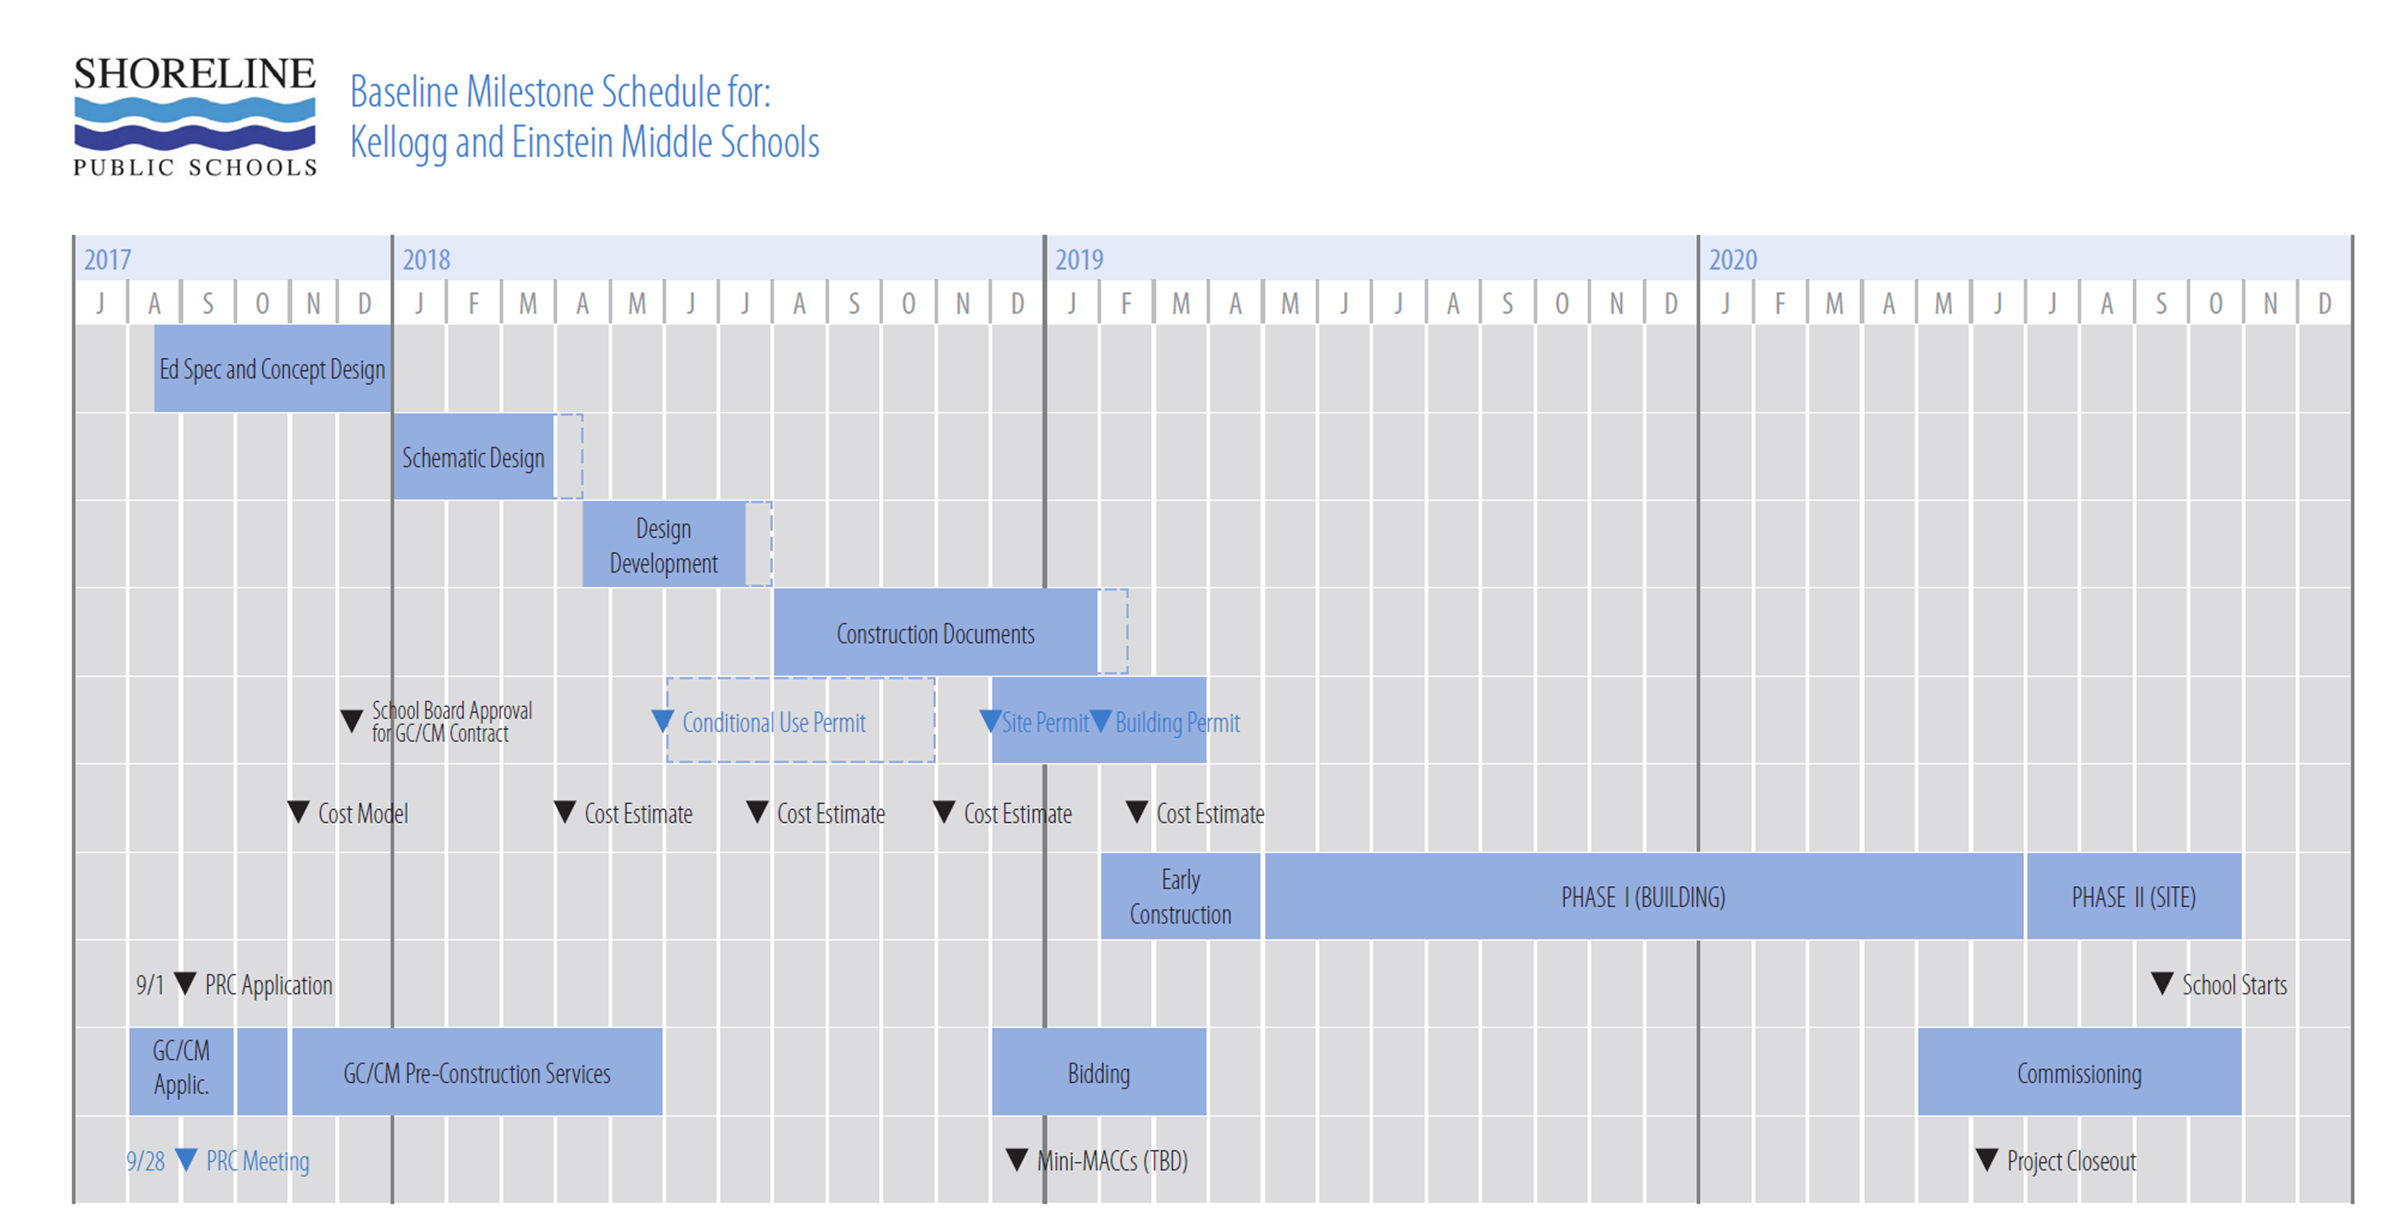 SHORELINE
PUBLIC SCHOOLS
Baseline Milestone Schedule for:
Kellogg and Einstein Middle Schools
2017 2018 2019 2020
J A S O N D J F M A M J J A S O N D J F M A M J J A S O N D J F M A M J J A S O N D
Ed Spec and Concept Design
Schematic Design
Design
Development
Construction Documents
School Board Approval
for GC/CM Contract
Conditional Use Permit
Site Permit
Building Permit
Cost Model
Cost Estimate
Cost Estimate
Cost Estimate
Cost Estimate
Early
Construction
PHASE I (BUILDING)
PHASE II (SITE)
9/1 PRC Application
School Starts
GC/CM
Applic.
GC/CM Pre-Construction Services
Bidding
Commissioning
9/28 PRC Meeting
Mini-MACCs (TBD)
Project Closeout